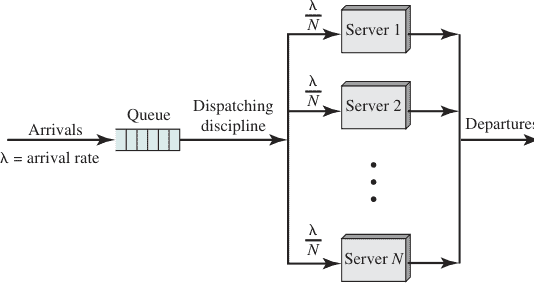 Arrivals
λ = arrival rate
Queue
Dispatching
discipline
λ
N
Server 1
λ
N
Server 2
λ
N
Server N
Departures